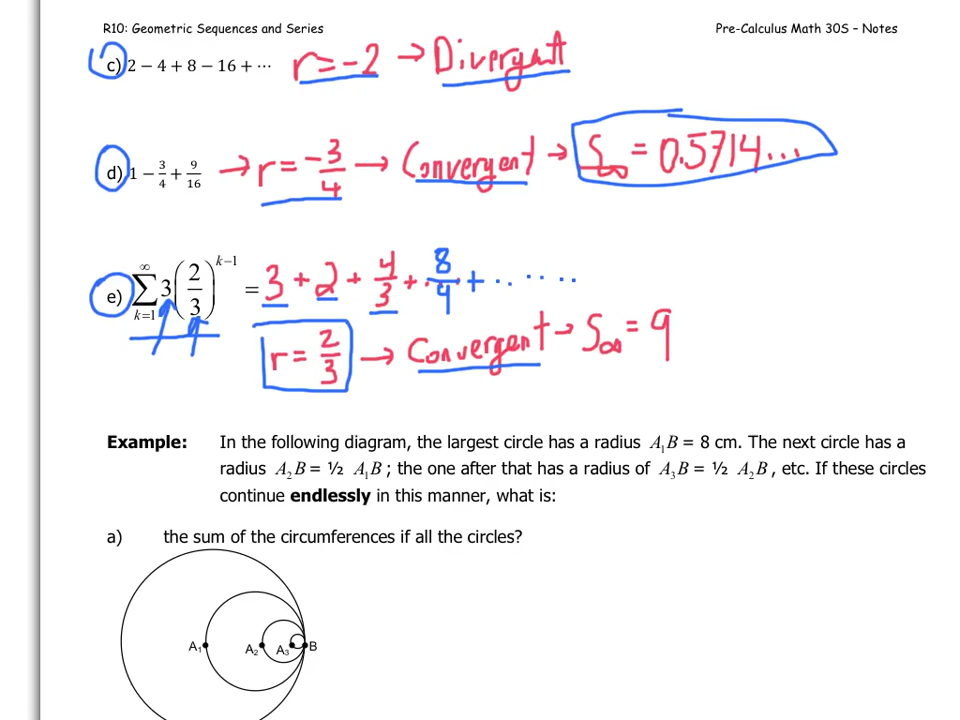 R10: Geometric Sequences and Series Pre-Calculus Math 30S – Notes
c) 2 − 4 + 8 − 16 + ⋯ r = -2 → Divergent
d) 1 − 3/4 + 9/16 → r = -3/4 → Convergent → S∞ = 0.5714...
e) ∑_{k=1}^{∞} 3(2/3)^{k−1} = 3 + 2 + 4/3 + 8/9 + ......
r = 2/3 → Convergent → S∞ = 9
Example: In the following diagram, the largest circle has a radius A₁B = 8 cm. The next circle has a
radius A₂B = ½ A₁B; the one after that has a radius of A₃B = ½ A₂B, etc. If these circles
continue endlessly in this manner, what is:
a) the sum of the circumferences if all the circles?
A₁ A₂ A₃ B